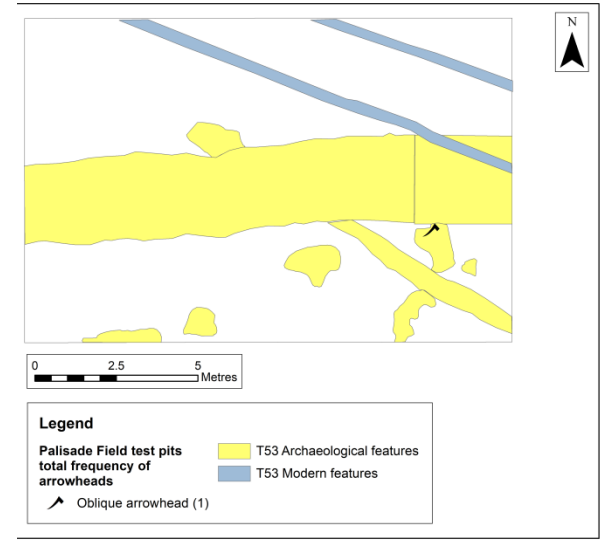 N
0 2.5 5
Metres
Legend
Palisade Field test pits
total frequency of
arrowheads
Oblique arrowhead (1)
T53 Archaeological features
T53 Modern features